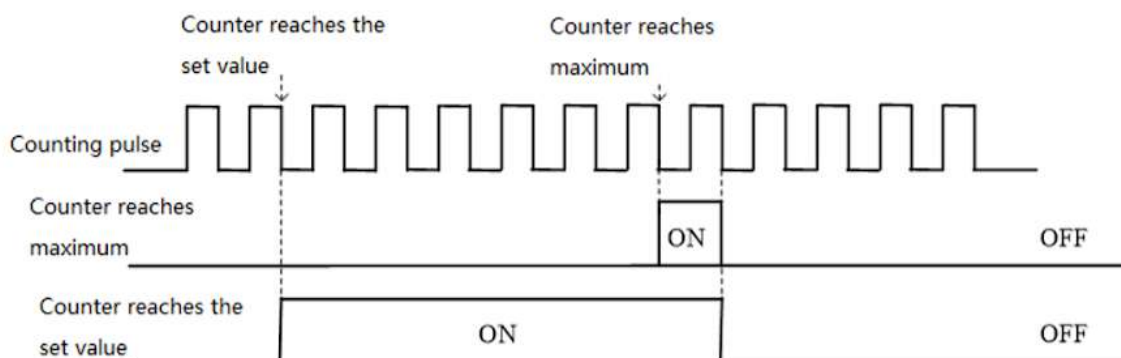 Counter reaches the
set value
Counter reaches
maximum
Counting pulse
Counter reaches
maximum
ON
OFF
Counter reaches the
set value
ON
OFF